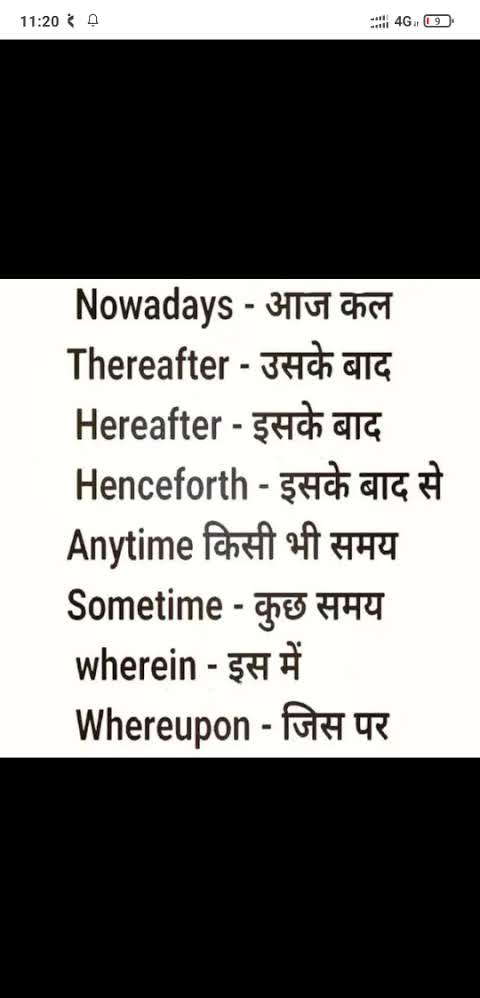 11:20
4G 9
Nowadays - आज कल
Thereafter - उसके बाद
Hereafter - इसके बाद
Henceforth - इसके बाद से
Anytime किसी भी समय
Sometime - कुछ समय
wherein - इस में
Whereupon - जिस पर